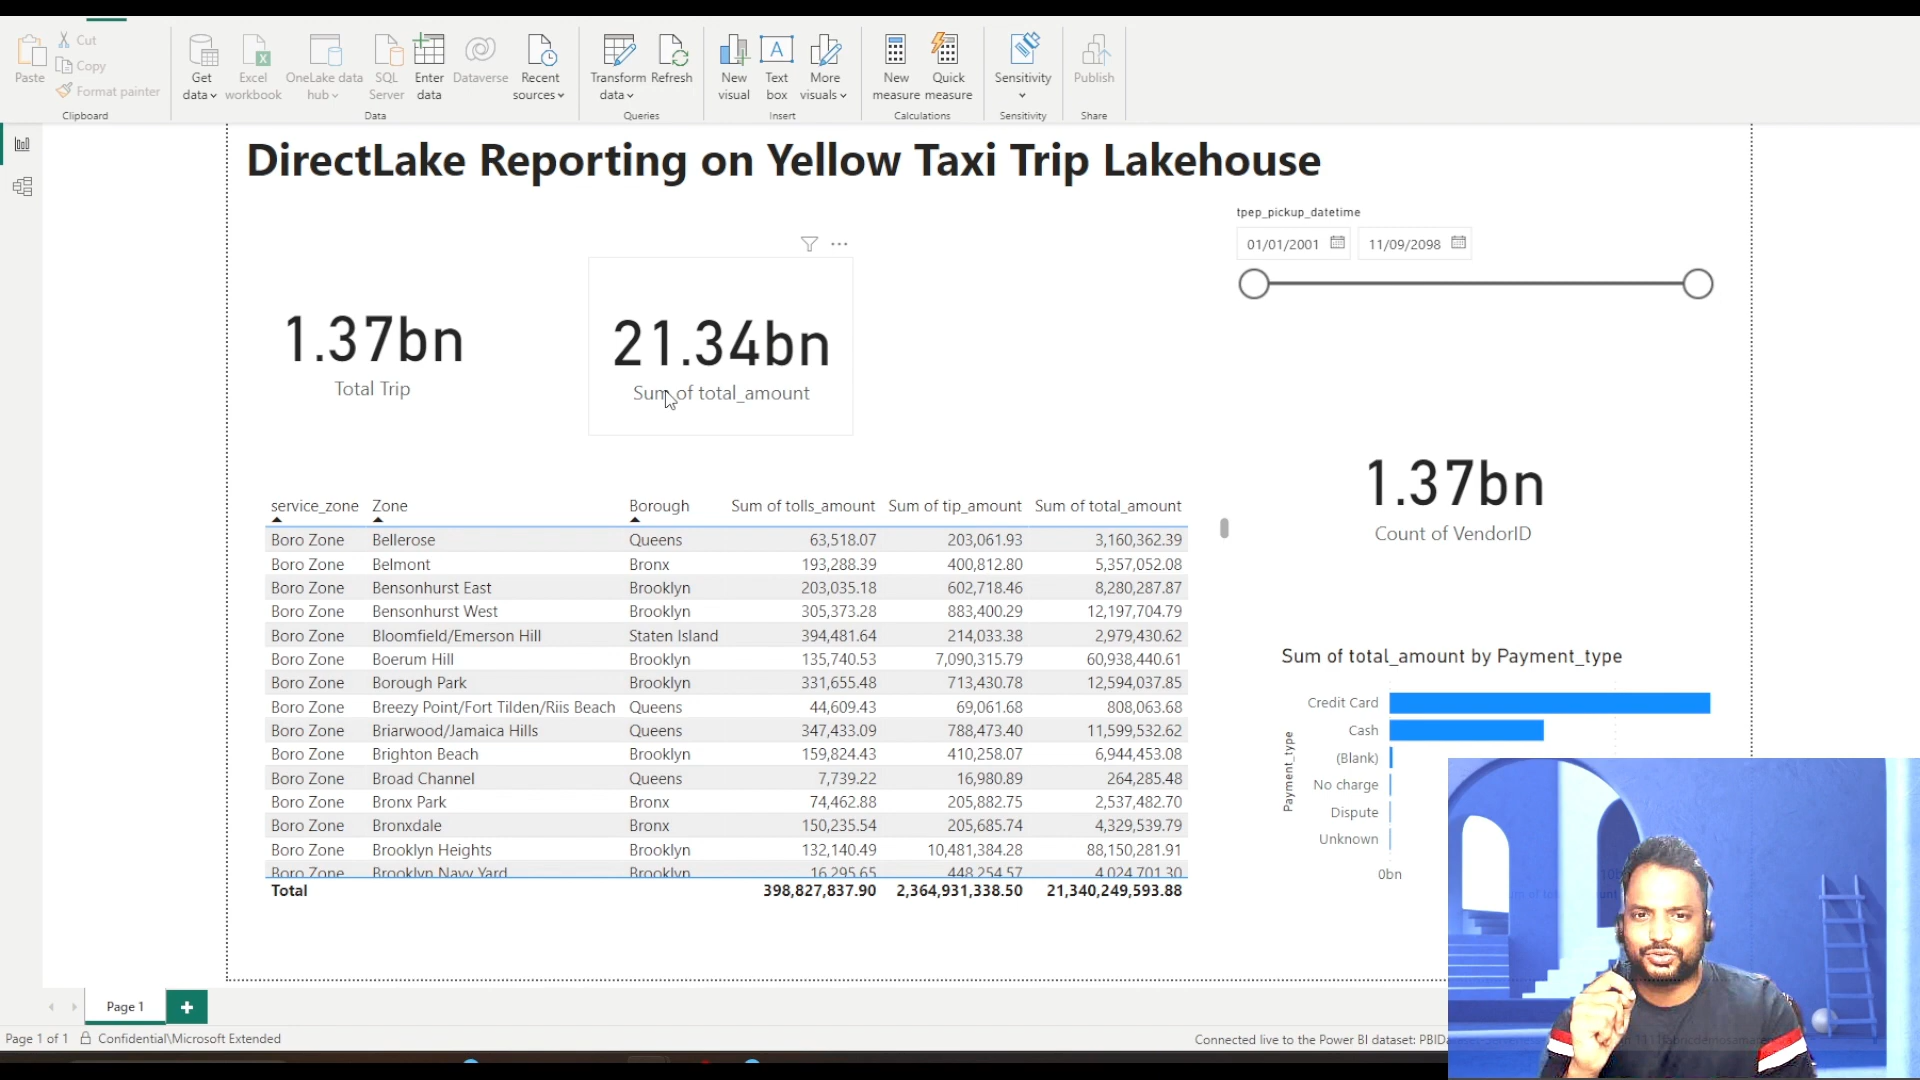 Paste
Cut
Copy
Format painter
Clipboard
Get data
Excel workbook
OneLake data hub
SQL Server
Enter data
Dataverse
Recent sources
Data
Transform data
Refresh
Queries
New visual
Text box
More visuals
Insert
New measure
Quick measure
Calculations
Sensitivity
Sensitivity
Publish
Share
DirectLake Reporting on Yellow Taxi Trip Lakehouse
tpep_pickup_datetime
01/01/2001 11/09/2098
1.37bn
Total Trip
21.34bn
Sum of total_amount
1.37bn
Count of VendorID
service_zone Zone Borough Sum of tolls_amount Sum of tip_amount Sum of total_amount
Boro Zone Bellerose Queens 63,518.07 203,061.93 3,160,362.39
Boro Zone Belmont Bronx 193,288.39 400,812.80 5,357,052.08
Boro Zone Bensonhurst East Brooklyn 203,035.18 602,718.46 8,280,287.87
Boro Zone Bensonhurst West Brooklyn 305,373.28 883,400.29 12,197,704.79
Boro Zone Bloomfield/Emerson Hill Staten Island 394,481.64 214,033.38 2,979,430.62
Boro Zone Boerum Hill Brooklyn 135,740.53 7,090,315.79 60,938,440.61
Boro Zone Borough Park Brooklyn 331,655.48 713,430.78 12,594,037.85
Boro Zone Breezy Point/Fort Tilden/Riis Beach Queens 44,609.43 69,061.68 808,063.68
Boro Zone Briarwood/Jamaica Hills Queens 347,433.09 788,473.40 11,599,532.62
Boro Zone Brighton Beach Brooklyn 159,824.43 410,258.07 6,944,453.08
Boro Zone Broad Channel Queens 7,739.22 16,980.89 264,285.48
Boro Zone Bronx Park Bronx 74,462.88 205,882.75 2,537,482.70
Boro Zone Bronxdale Bronx 150,235.54 205,685.74 4,329,539.79
Boro Zone Brooklyn Heights Brooklyn 132,140.49 10,481,384.28 88,150,281.91
Boro Zone Brooklyn Navy Yard Brooklyn 16,295.65 448,254.57 4,024,701.30
Total 398,827,837.90 2,364,931,338.50 21,340,249,593.88
Sum of total_amount by Payment_type
Payment_type
Credit Card
Cash
(Blank)
No charge
Dispute
Unknown
0bn
Page 1
Page 1 of 1 Confidential\Microsoft Extended
Connected live to the Power BI dataset: